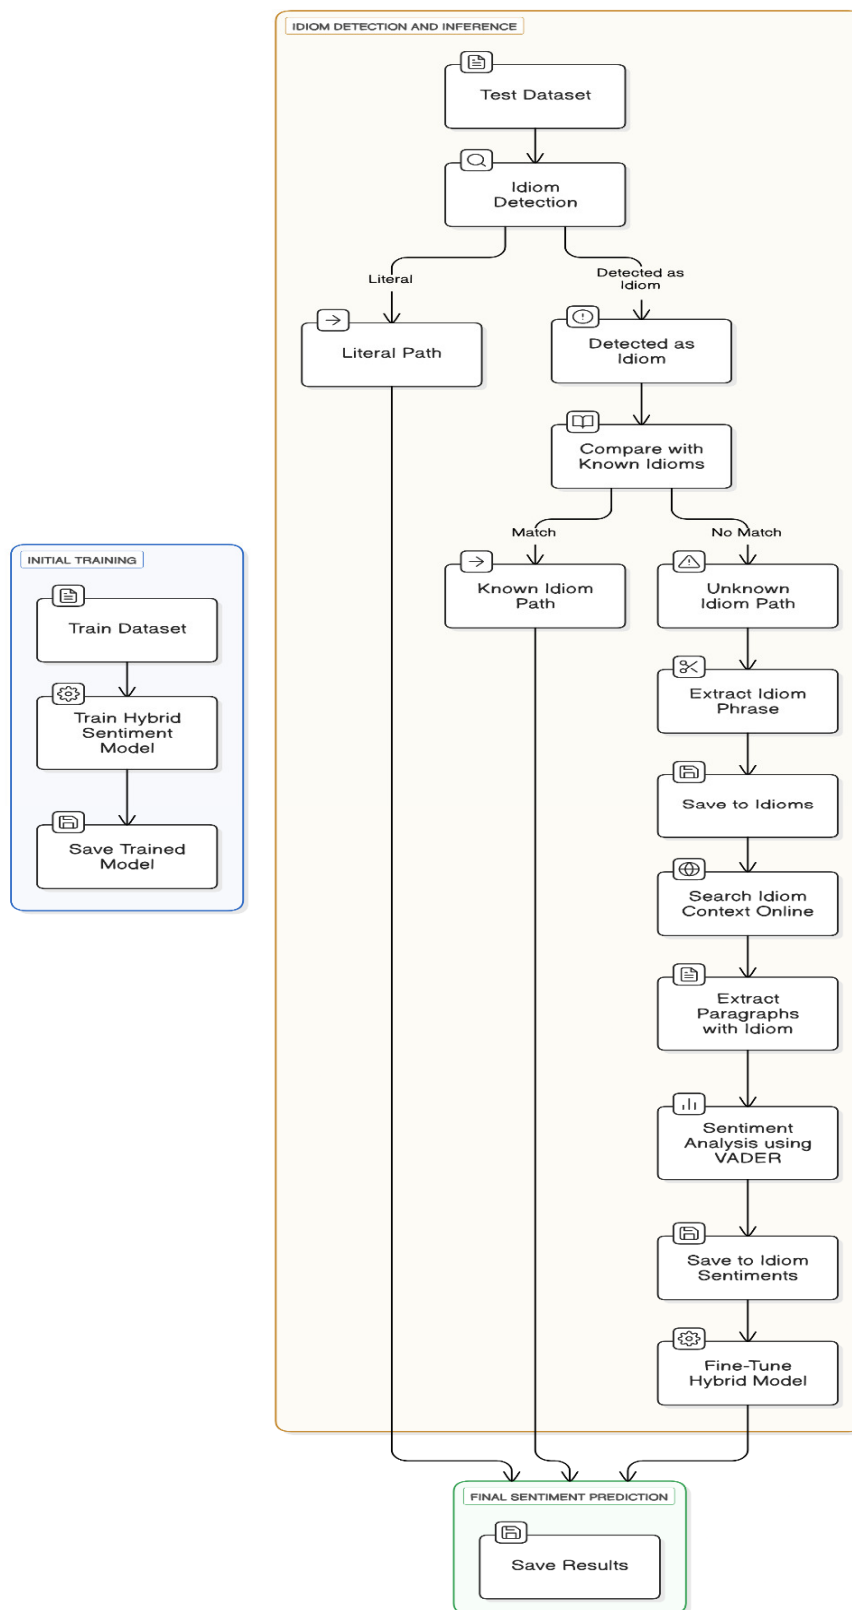 IDIOM DETECTION AND INFERENCE
Test Dataset
Idiom
Detection
Literal
Detected as
Idiom
Literal Path
Detected as
Idiom
Compare with
Known Idioms
Match
No Match
Known Idiom
Path
Unknown
Idiom Path
Extract Idiom
Phrase
Save to Idioms
Search Idiom
Context Online
Extract
Paragraphs
with Idiom
Sentiment
Analysis using
VADER
Save to Idiom
Sentiments
Fine-Tune
Hybrid Model
INITIAL TRAINING
Train Dataset
Train Hybrid
Sentiment
Model
Save Trained
Model
FINAL SENTIMENT PREDICTION
Save Results